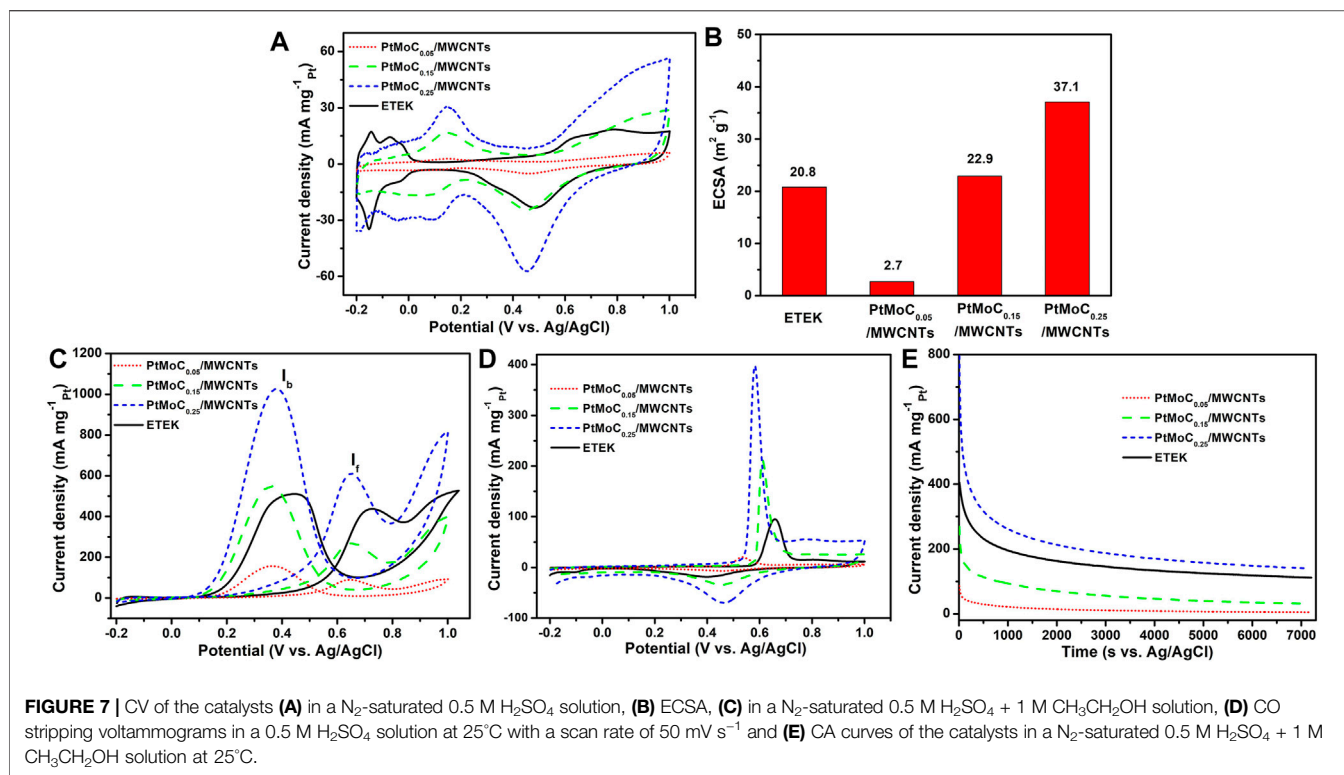 A
PtMoC0.05/MWCNTs
PtMoC0.15/MWCNTs
PtMoC0.25/MWCNTs
ETEK
Current density (mA mg⁻¹Pt)
60
30
0
-30
-60
-0.2 0.0 0.2 0.4 0.6 0.8 1.0
Potential (V vs. Ag/AgCl)
B
ECSA (m² g⁻¹)
50
40
30
20
10
0
20.8
2.7
22.9
37.1
ETEK PtMoC0.05 PtMoC0.15 PtMoC0.25
/MWCNTs /MWCNTs /MWCNTs
C
PtMoC0.05/MWCNTs
PtMoC0.15/MWCNTs
PtMoC0.25/MWCNTs
ETEK
Ib
If
Current density (mA mg⁻¹Pt)
1200
1000
800
600
400
200
0
-0.2 0.0 0.2 0.4 0.6 0.8 1.0
Potential (V vs. Ag/AgCl)
D
PtMoC0.05/MWCNTs
PtMoC0.15/MWCNTs
PtMoC0.25/MWCNTs
ETEK
Current density (mA mg⁻¹Pt)
400
300
200
100
0
-100
-0.2 0.0 0.2 0.4 0.6 0.8 1.0
Potential (V vs. Ag/AgCl)
E
PtMoC0.05/MWCNTs
PtMoC0.15/MWCNTs
PtMoC0.25/MWCNTs
ETEK
Current density (mA mg⁻¹Pt)
800
600
400
200
0
0 1000 2000 3000 4000 5000 6000 7000
Time (s vs. Ag/AgCl)
FIGURE 7 | CV of the catalysts (A) in a N₂-saturated 0.5 M H₂SO₄ solution, (B) ECSA, (C) in a N₂-saturated 0.5 M H₂SO₄ + 1 M CH₃CH₂OH solution, (D) CO
stripping voltammograms in a 0.5 M H₂SO₄ solution at 25°C with a scan rate of 50 mV s⁻¹ and (E) CA curves of the catalysts in a N₂-saturated 0.5 M H₂SO₄ + 1 M
CH₃CH₂OH solution at 25°C.